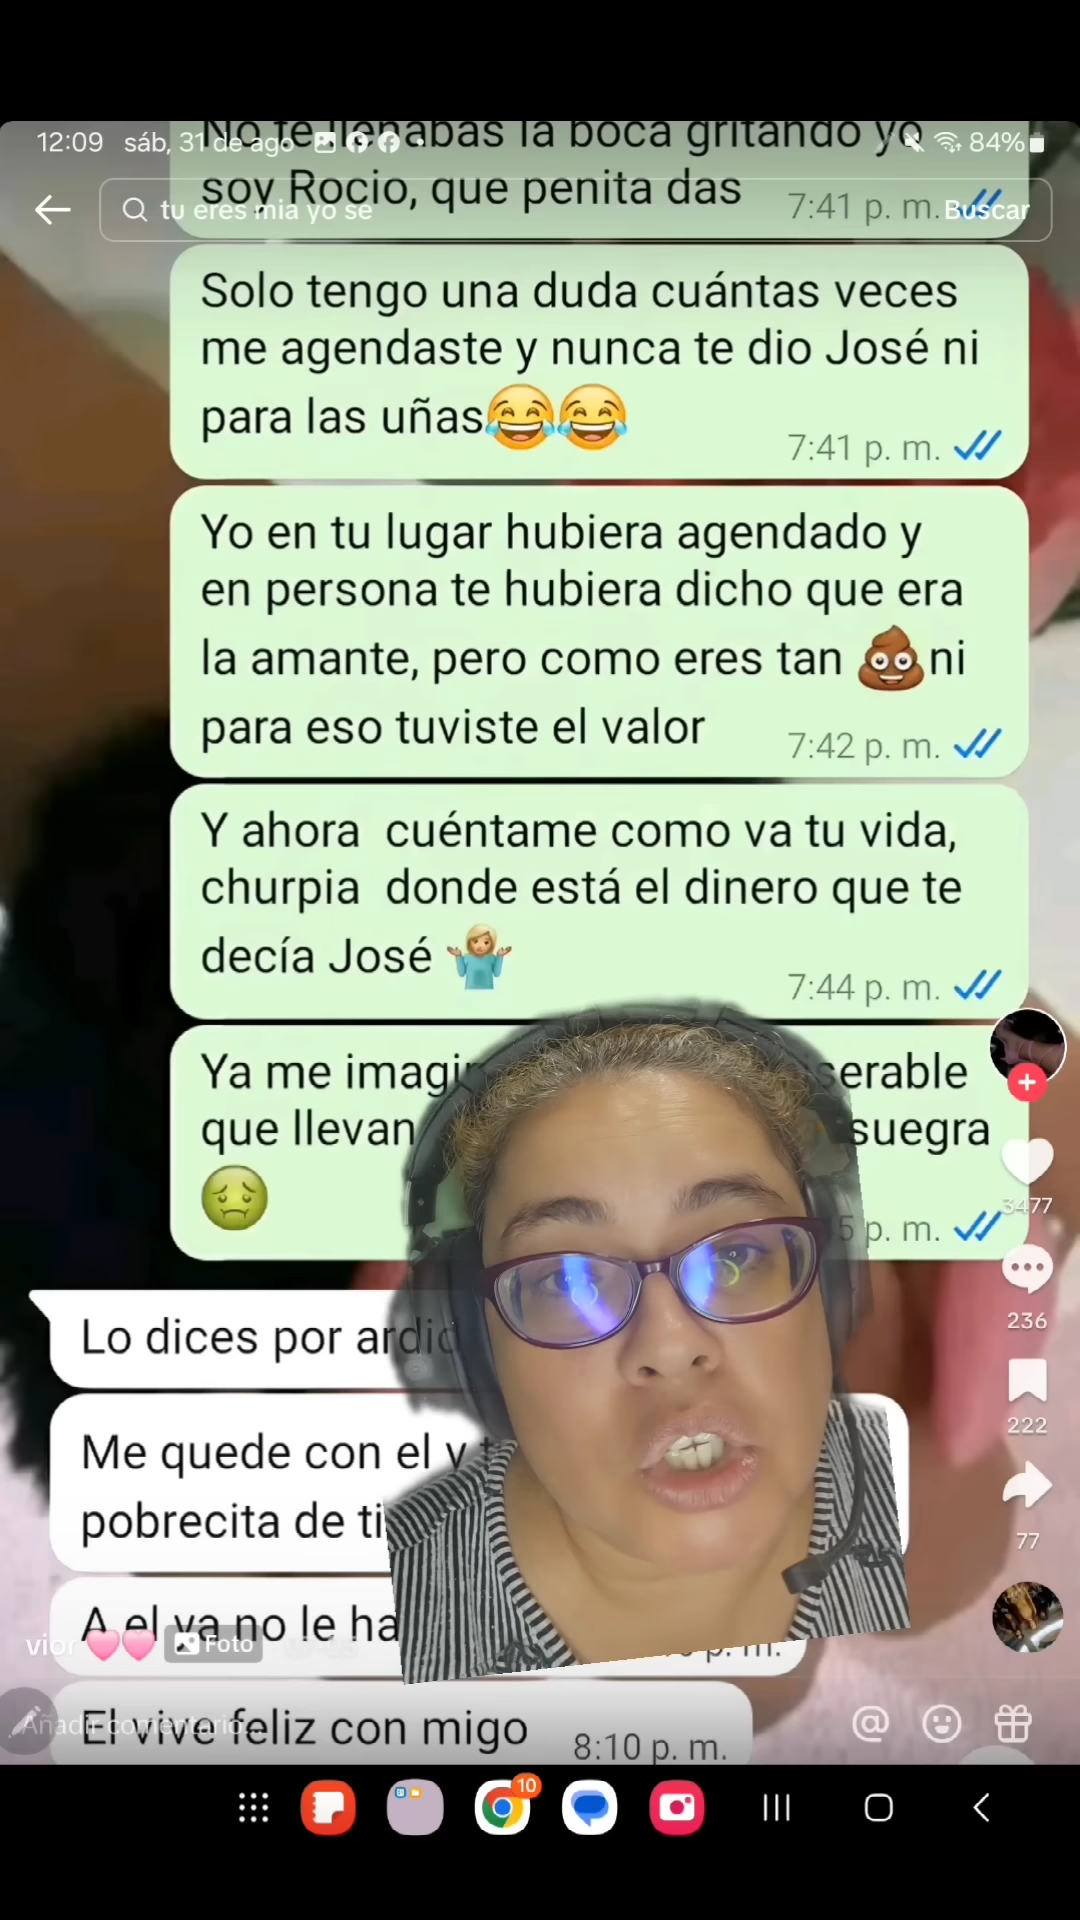 No te llenabas la boca gritando yo
12:09 sáb, 31 de ago 84%
soy Rocio, que penita das 7:41 p. m.
tu eres mia yo se Buscar
Solo tengo una duda cuántas veces
me agendaste y nunca te dio José ni
para las uñas😂😂
7:41 p. m.
Yo en tu lugar hubiera agendado y
en persona te hubiera dicho que era
la amante, pero como eres tan 💩ni
para eso tuviste el valor
7:42 p. m.
Y ahora cuéntame como va tu vida,
churpia donde está el dinero que te
decía José 🤷🏼‍♀️
7:44 p. m.
Ya me
que llevan suegra
🤢
p. m.
3477
236
Lo dices por
222
Me quede con el
pobrecita de ti
77
A el ya no le
vior 💗💗 Foto
p. m.
Añadir comentario...
El vive feliz con migo
8:10 p. m.
10